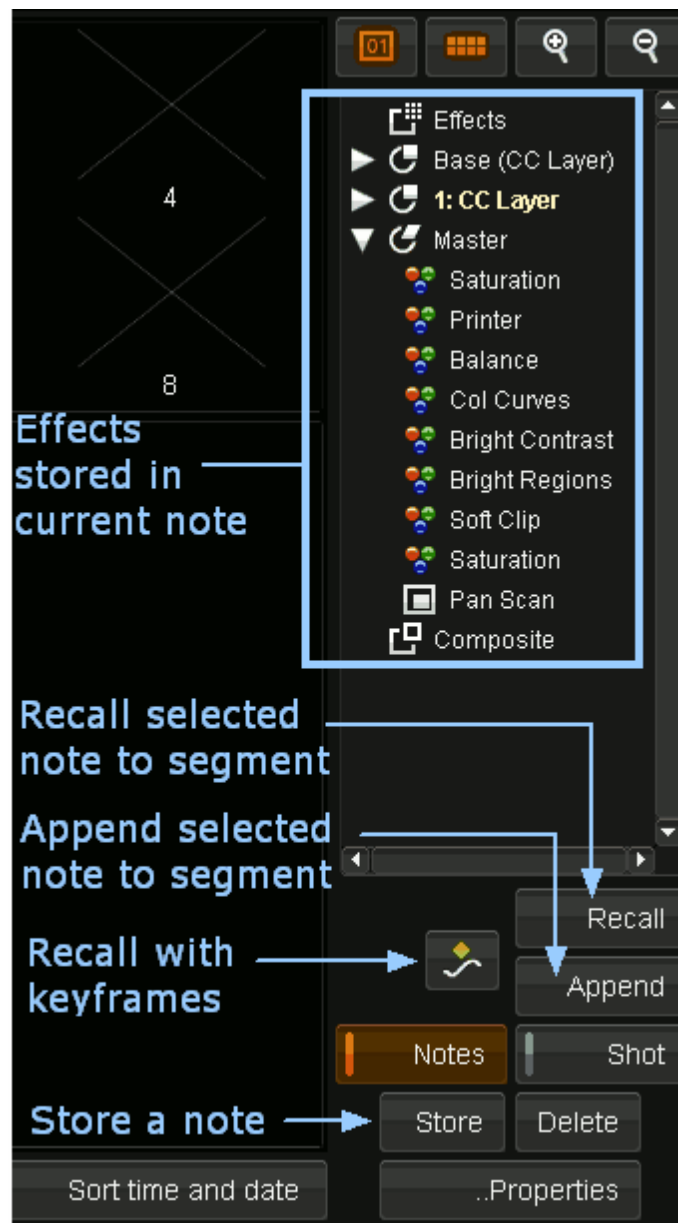 01
Effects
Base (CC Layer)
4
1: CC Layer
Master
Saturation
Printer
Balance
8
Col Curves
Effects
stored in
current note
Bright Contrast
Bright Regions
Soft Clip
Saturation
Pan Scan
Composite
Recall selected
note to segment
Append selected
note to segment
Recall
Recall with
keyframes
Append
Notes
Shot
Store a note
Store
Delete
Sort time and date
..Properties